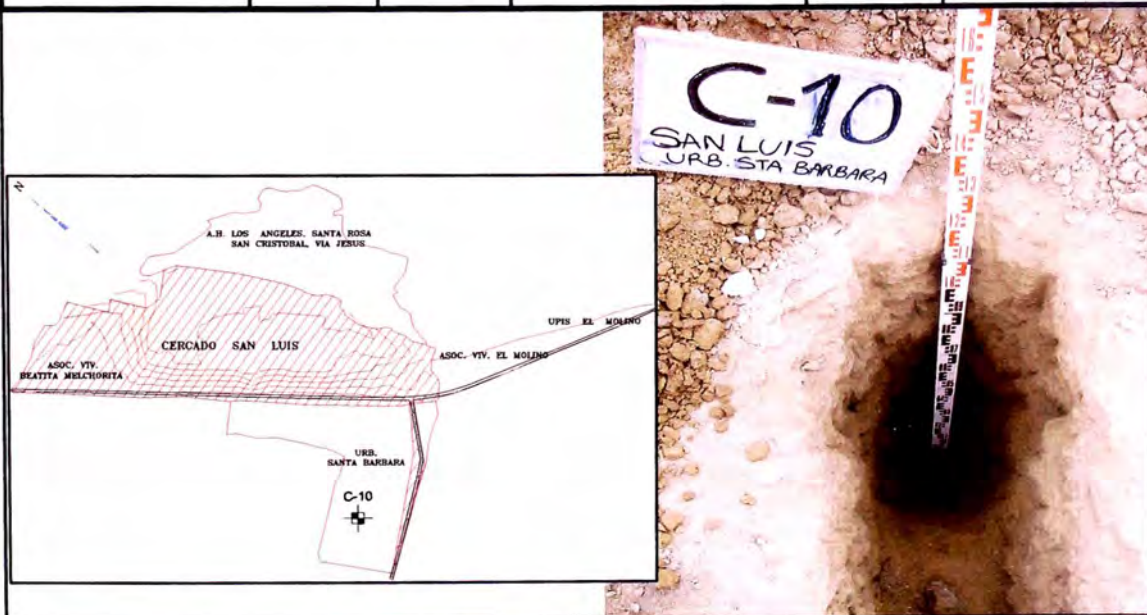 N
A.H. LOS ANGELES, SANTA ROSA
SAN CRISTOBAL, VIA JESUS
UPIS EL MOLINO
CERCADO SAN LUIS
ASOC. VIV. EL MOLINO
ASOC. VIV.
BEATITA MELCHORITA
URB.
SANTA BARBARA
C-10
C-10
SAN LUIS
URB. STA BARBARA